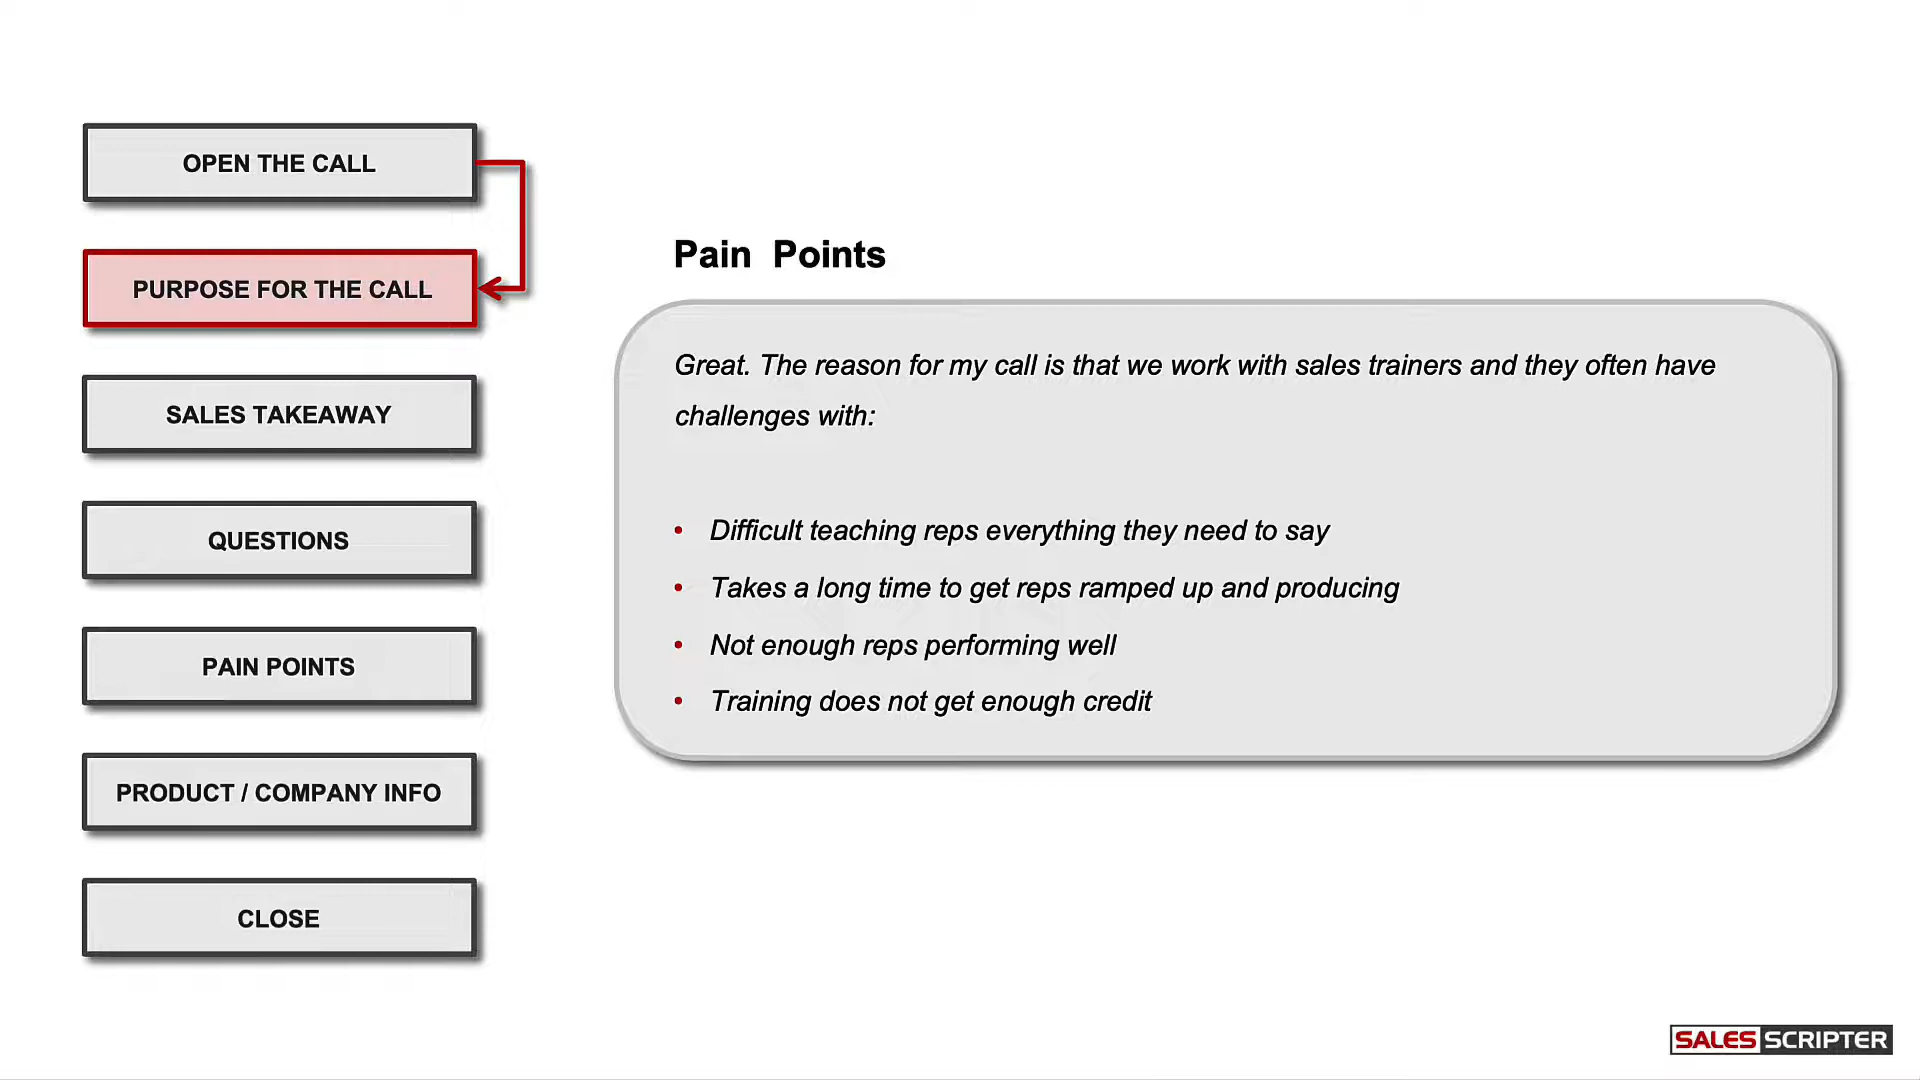 OPEN THE CALL
PURPOSE FOR THE CALL
SALES TAKEAWAY
QUESTIONS
PAIN POINTS
PRODUCT / COMPANY INFO
CLOSE
Pain Points
Great. The reason for my call is that we work with sales trainers and they often have
challenges with:
• Difficult teaching reps everything they need to say
• Takes a long time to get reps ramped up and producing
• Not enough reps performing well
• Training does not get enough credit
SALES SCRIPTER